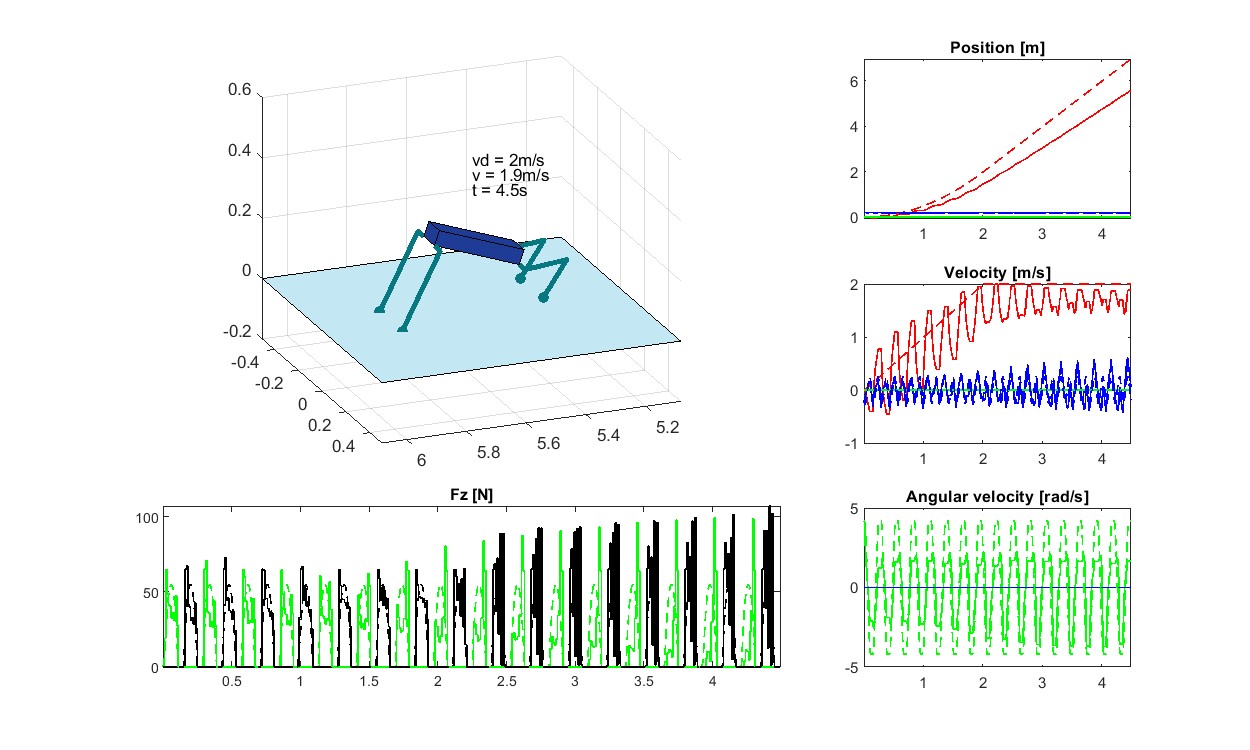 0.6
0.4
0.2
0
-0.2
-0.4
-0.2
0
0.2
0.4
6
5.8
5.6
5.4
5.2
vd = 2m/s
v = 1.9m/s
t = 4.5s
Position [m]
6
4
2
0
1 2 3 4
Velocity [m/s]
2
1
0
-1
1 2 3 4
Fz [N]
100
50
0
0.5 1 1.5 2 2.5 3 3.5 4
Angular velocity [rad/s]
5
0
-5
1 2 3 4